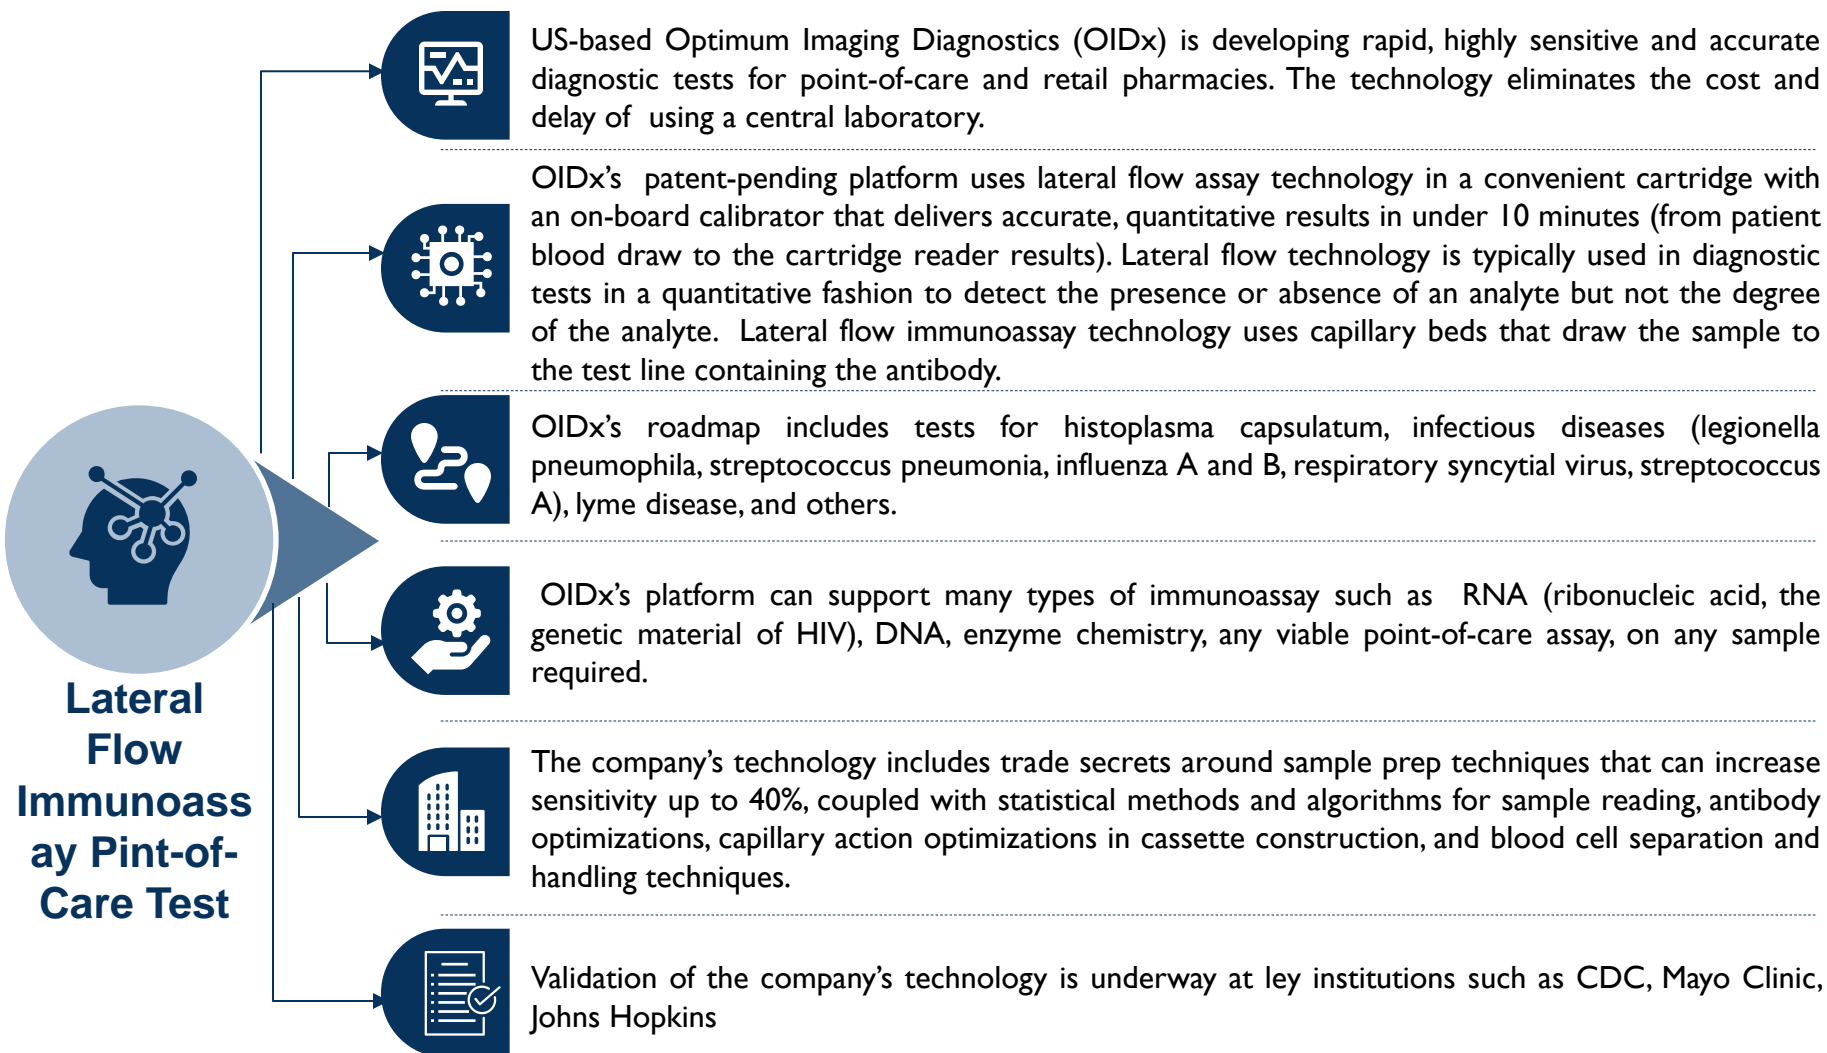 US-based Optimum Imaging Diagnostics (OIDx) is developing rapid, highly sensitive and accurate
diagnostic tests for point-of-care and retail pharmacies. The technology eliminates the cost and
delay of using a central laboratory.
OIDx’s patent-pending platform uses lateral flow assay technology in a convenient cartridge with
an on-board calibrator that delivers accurate, quantitative results in under 10 minutes (from patient
blood draw to the cartridge reader results). Lateral flow technology is typically used in diagnostic
tests in a quantitative fashion to detect the presence or absence of an analyte but not the degree
of the analyte. Lateral flow immunoassay technology uses capillary beds that draw the sample to
the test line containing the antibody.
OIDx’s roadmap includes tests for histoplasma capsulatum, infectious diseases (legionella
pneumophila, streptococcus pneumonia, influenza A and B, respiratory syncytial virus, streptococcus
A), lyme disease, and others.
OIDx’s platform can support many types of immunoassay such as RNA (ribonucleic acid, the
genetic material of HIV), DNA, enzyme chemistry, any viable point-of-care assay, on any sample
required.
The company’s technology includes trade secrets around sample prep techniques that can increase
sensitivity up to 40%, coupled with statistical methods and algorithms for sample reading, antibody
optimizations, capillary action optimizations in cassette construction, and blood cell separation and
handling techniques.
Validation of the company’s technology is underway at ley institutions such as CDC, Mayo Clinic,
Johns Hopkins
Lateral
Flow
Immunoass
ay Pint-of-
Care Test